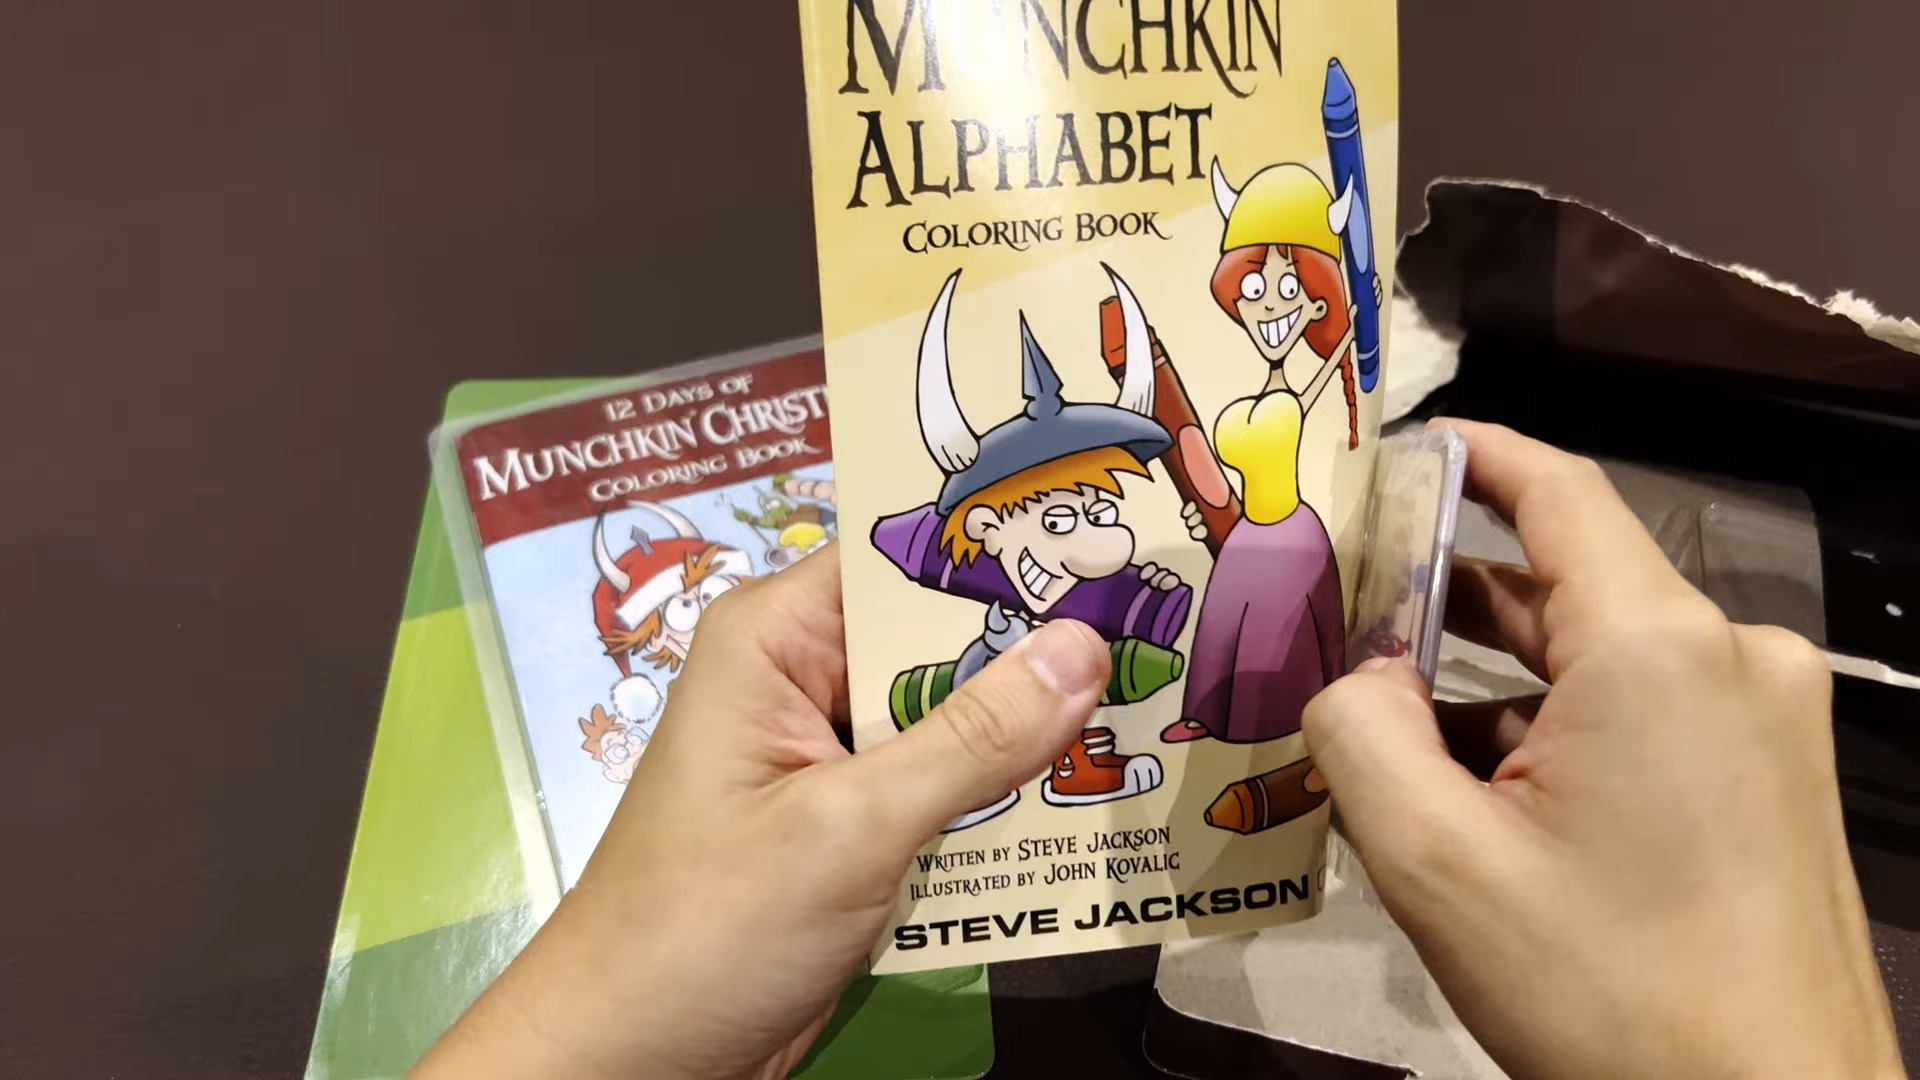 MUNCHKIN
ALPHABET
COLORING BOOK
WRITTEN BY STEVE JACKSON
ILLUSTRATED BY JOHN KOVALIC
STEVE JACKSON
12 DAYS OF
MUNCHKIN
COLORING BOOK